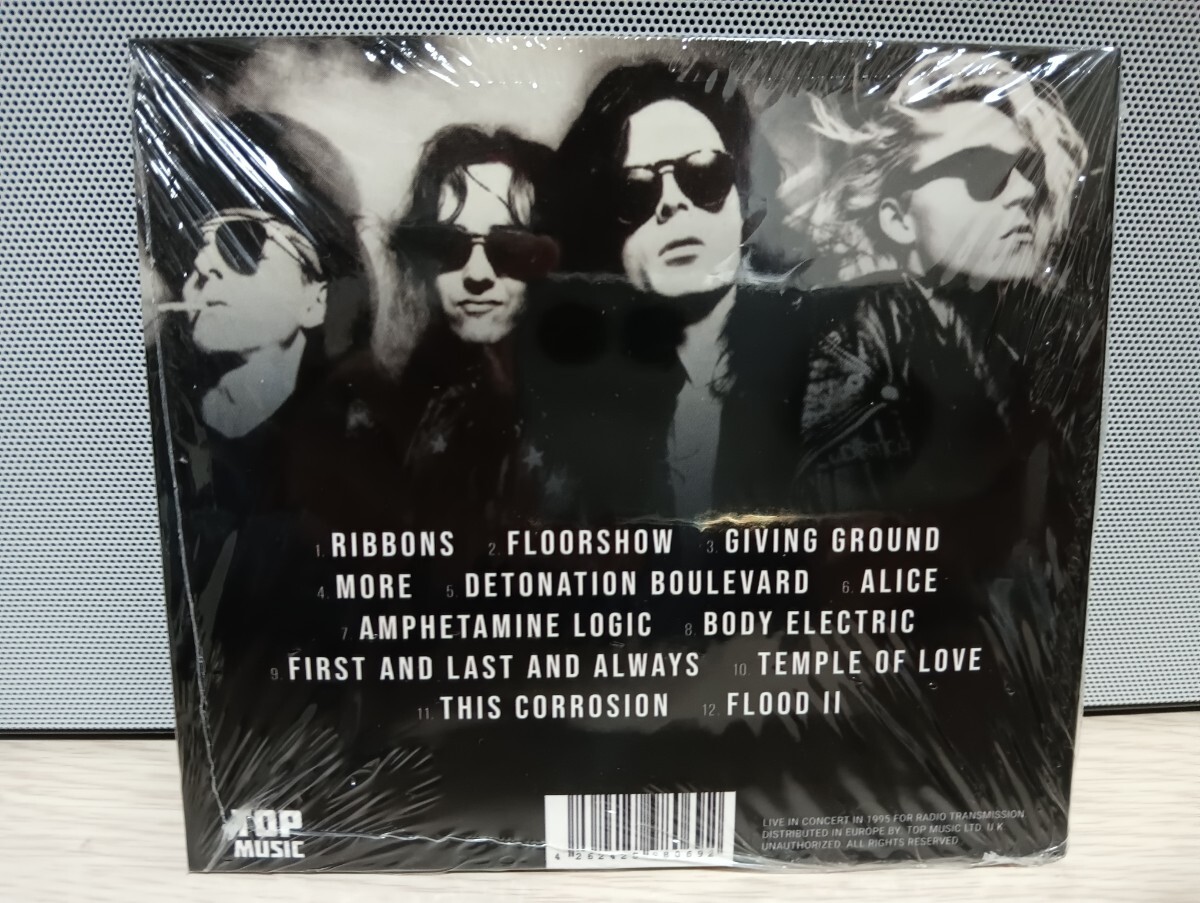 1. RIBBONS 2. FLOORSHOW 3. GIVING GROUND
4. MORE 5. DETONATION BOULEVARD 6. ALICE
7. AMPHETAMINE LOGIC 8. BODY ELECTRIC
9. FIRST AND LAST AND ALWAYS 10. TEMPLE OF LOVE
11. THIS CORROSION 12. FLOOD II
TOP
MUSIC
LIVE IN CONCERT IN 1995 FOR RADIO TRANSMISSION
DISTRIBUTED IN EUROPE BY TOP MUSIC LTD. U.K.
UNAUTHORIZED. ALL RIGHTS RESERVED